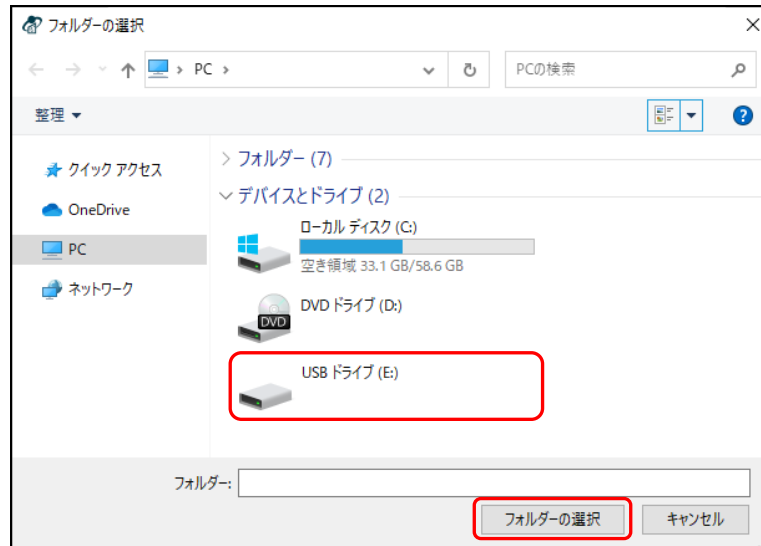 フォルダーの選択
PC
PCの検索
整理
クイック アクセス
OneDrive
PC
ネットワーク
フォルダー (7)
デバイスとドライブ (2)
ローカル ディスク (C:)
空き領域 33.1 GB/58.6 GB
DVD ドライブ (D:)
DVD
USB ドライブ (E:)
フォルダー:
フォルダーの選択
キャンセル